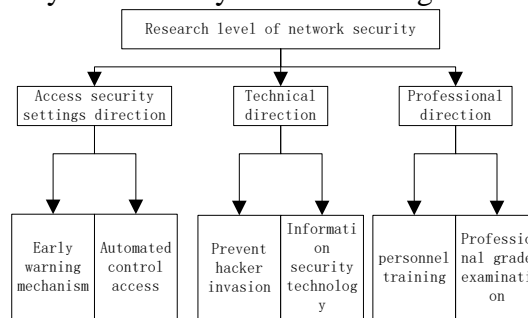 Research level of network security
Access security
settings direction
Technical
direction
Professional
direction
Early
warning
mechanism
Automated
control
access
Prevent
hacker
invasion
Informati
on
security
technolog
y
personnel
training
nal grade
examinati
on